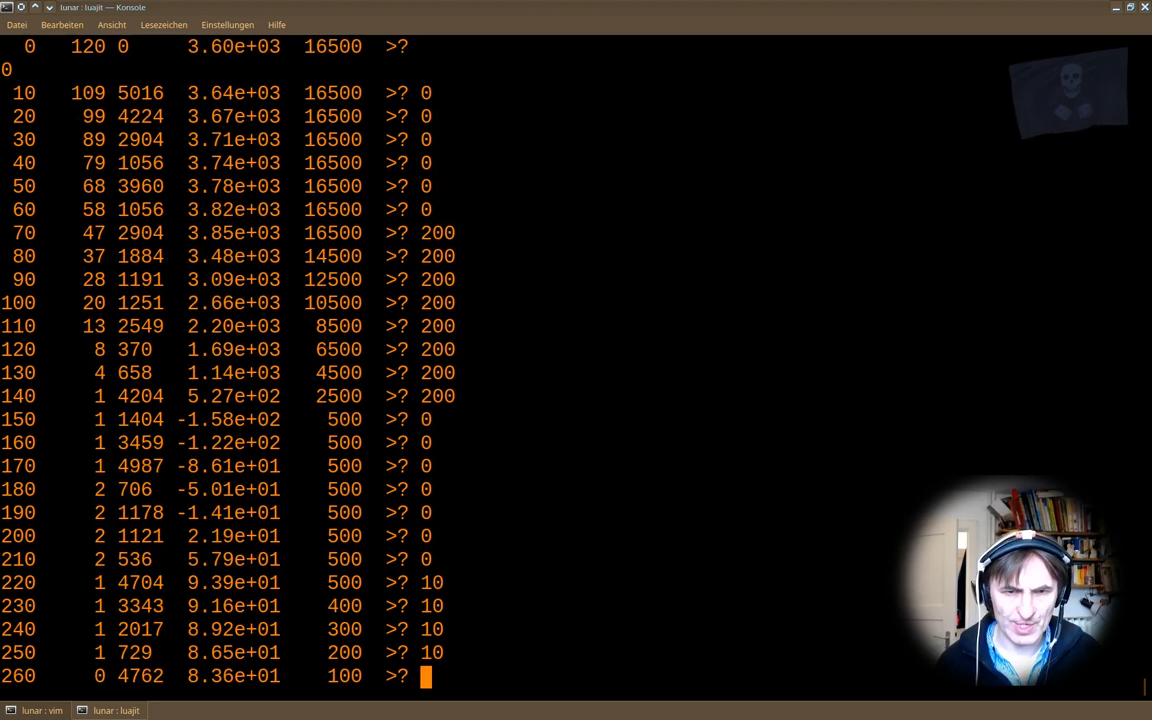 lunar : luajit — Konsole
Datei Bearbeiten Ansicht Lesezeichen Einstellungen Hilfe
0 120 0 3.60e+03 16500 >?
0
10 109 5016 3.64e+03 16500 >? 0
20 99 4224 3.67e+03 16500 >? 0
30 89 2904 3.71e+03 16500 >? 0
40 79 1056 3.74e+03 16500 >? 0
50 68 3960 3.78e+03 16500 >? 0
60 58 1056 3.82e+03 16500 >? 0
70 47 2904 3.85e+03 16500 >? 200
80 37 1884 3.48e+03 14500 >? 200
90 28 1191 3.09e+03 12500 >? 200
100 20 1251 2.66e+03 10500 >? 200
110 13 2549 2.20e+03 8500 >? 200
120 8 370 1.69e+03 6500 >? 200
130 4 658 1.14e+03 4500 >? 200
140 1 4204 5.27e+02 2500 >? 200
150 1 1404 -1.58e+02 500 >? 0
160 1 3459 -1.22e+02 500 >? 0
170 1 4987 -8.61e+01 500 >? 0
180 2 706 -5.01e+01 500 >? 0
190 2 1178 -1.41e+01 500 >? 0
200 2 1121 2.19e+01 500 >? 0
210 2 536 5.79e+01 500 >? 0
220 1 4704 9.39e+01 500 >? 10
230 1 3343 9.16e+01 400 >? 10
240 1 2017 8.92e+01 300 >? 10
250 1 729 8.65e+01 200 >? 10
260 0 4762 8.36e+01 100 >?
lunar : vim lunar : luajit